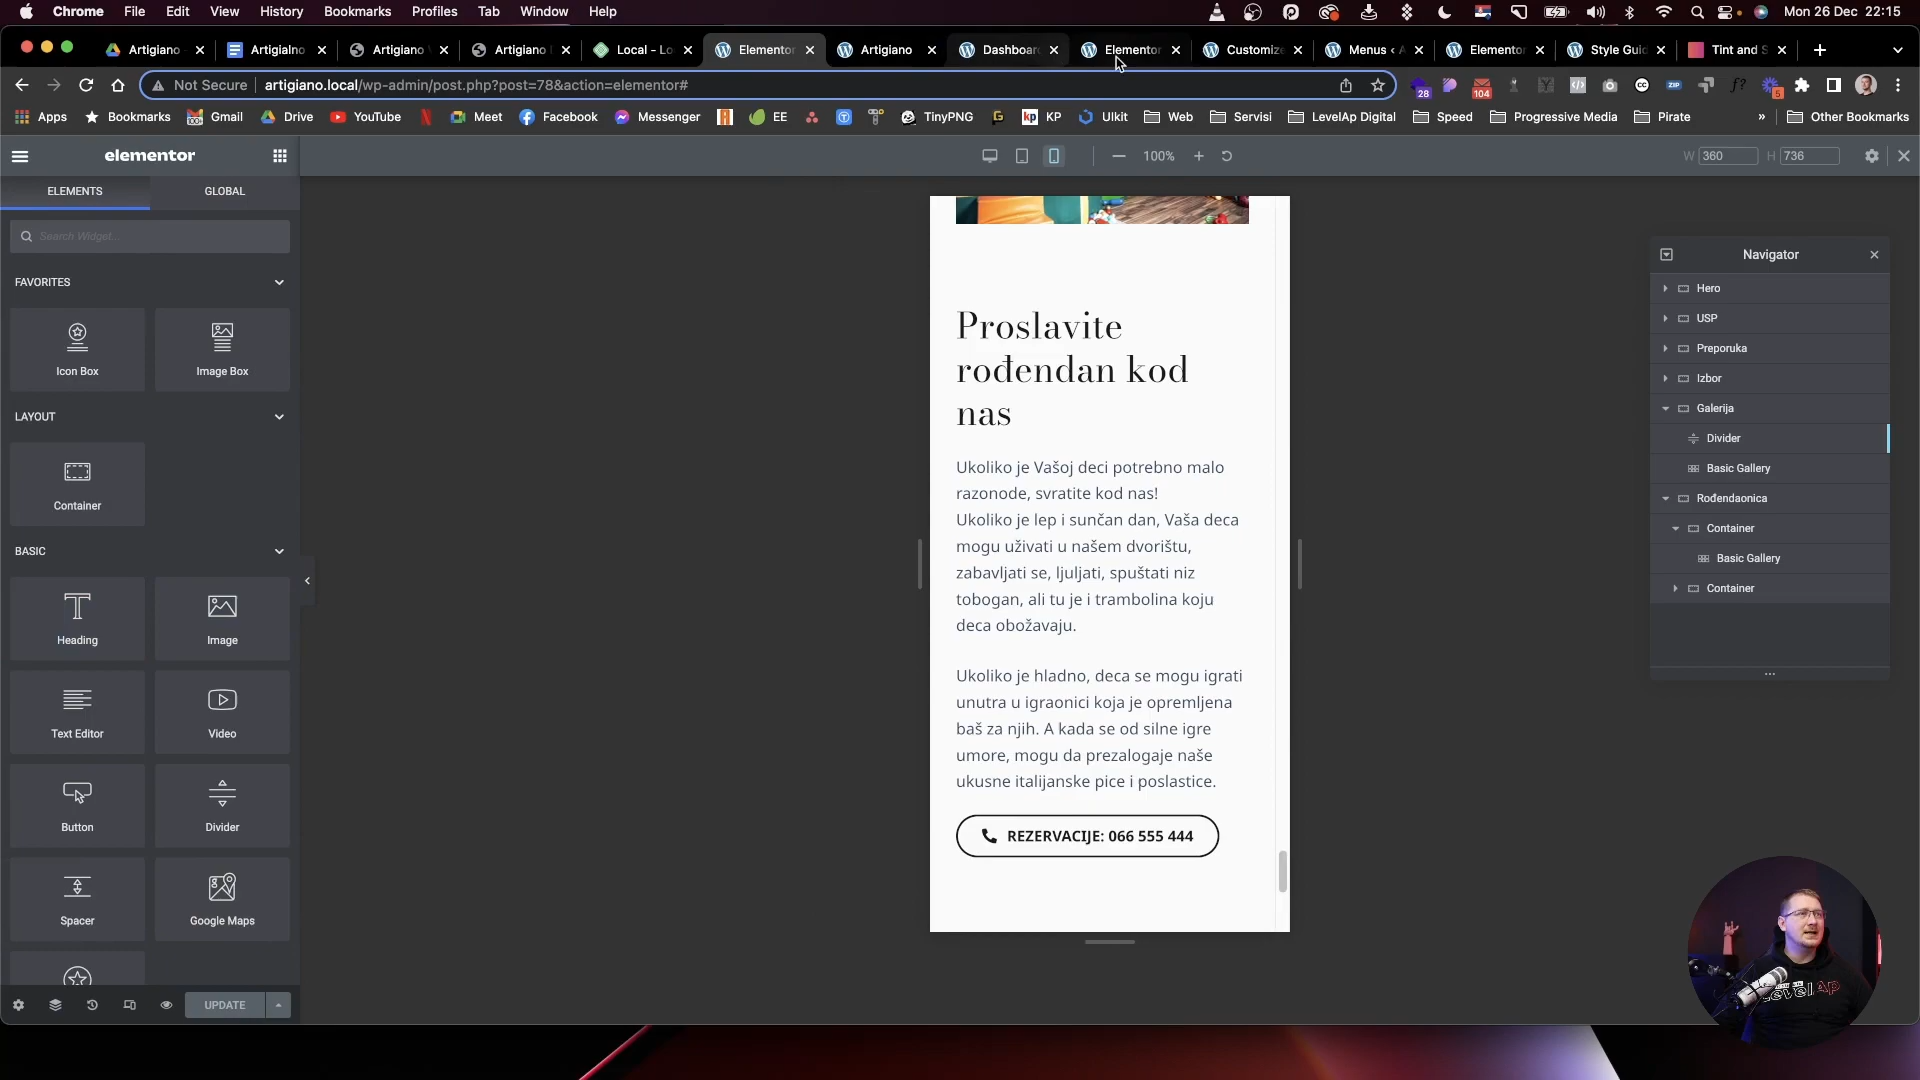 Chrome File Edit View History Bookmarks Profiles Tab Window Help Mon 26 Dec 22:15
Artigiano Artigialno Artigiano Artigiano Local - Lo Elementor Artigiano Dashboar Elementor Customize Menus ‹ A Elementor Style Guid Tint and S
Not Secure artigiano.local/wp-admin/post.php?post=78&action=elementor# 28 104 5
Apps Bookmarks Gmail Drive YouTube Meet Facebook Messenger EE TinyPNG KP UIkit Web Servisi LevelAp Digital Speed Progressive Media Pirate » Other Bookmarks
elementor 100% W 360 H 736
ELEMENTS GLOBAL
Search Widget...
FAVORITES
Icon Box Image Box
LAYOUT
Container
BASIC
Heading Image
Text Editor Video
Button Divider
Spacer Google Maps
UPDATE
Proslavite
rođendan kod
nas
Ukoliko je Vašoj deci potrebno malo
razonode, svratite kod nas!
Ukoliko je lep i sunčan dan, Vaša deca
mogu uživati u našem dvorištu,
zabavljati se, ljuljati, spuštati niz
tobogan, ali tu je i trambolina koju
deca obožavaju.
Ukoliko je hladno, deca se mogu igrati
unutra u igraonici koja je opremljena
baš za njih. A kada se od silne igre
umore, mogu da prezalogaje naše
ukusne italijanske pice i poslastice.
REZERVACIJE: 066 555 444
Navigator
Hero
USP
Preporuka
Izbor
Galerija
Divider
Basic Gallery
Rođendaonica
Container
Basic Gallery
Container